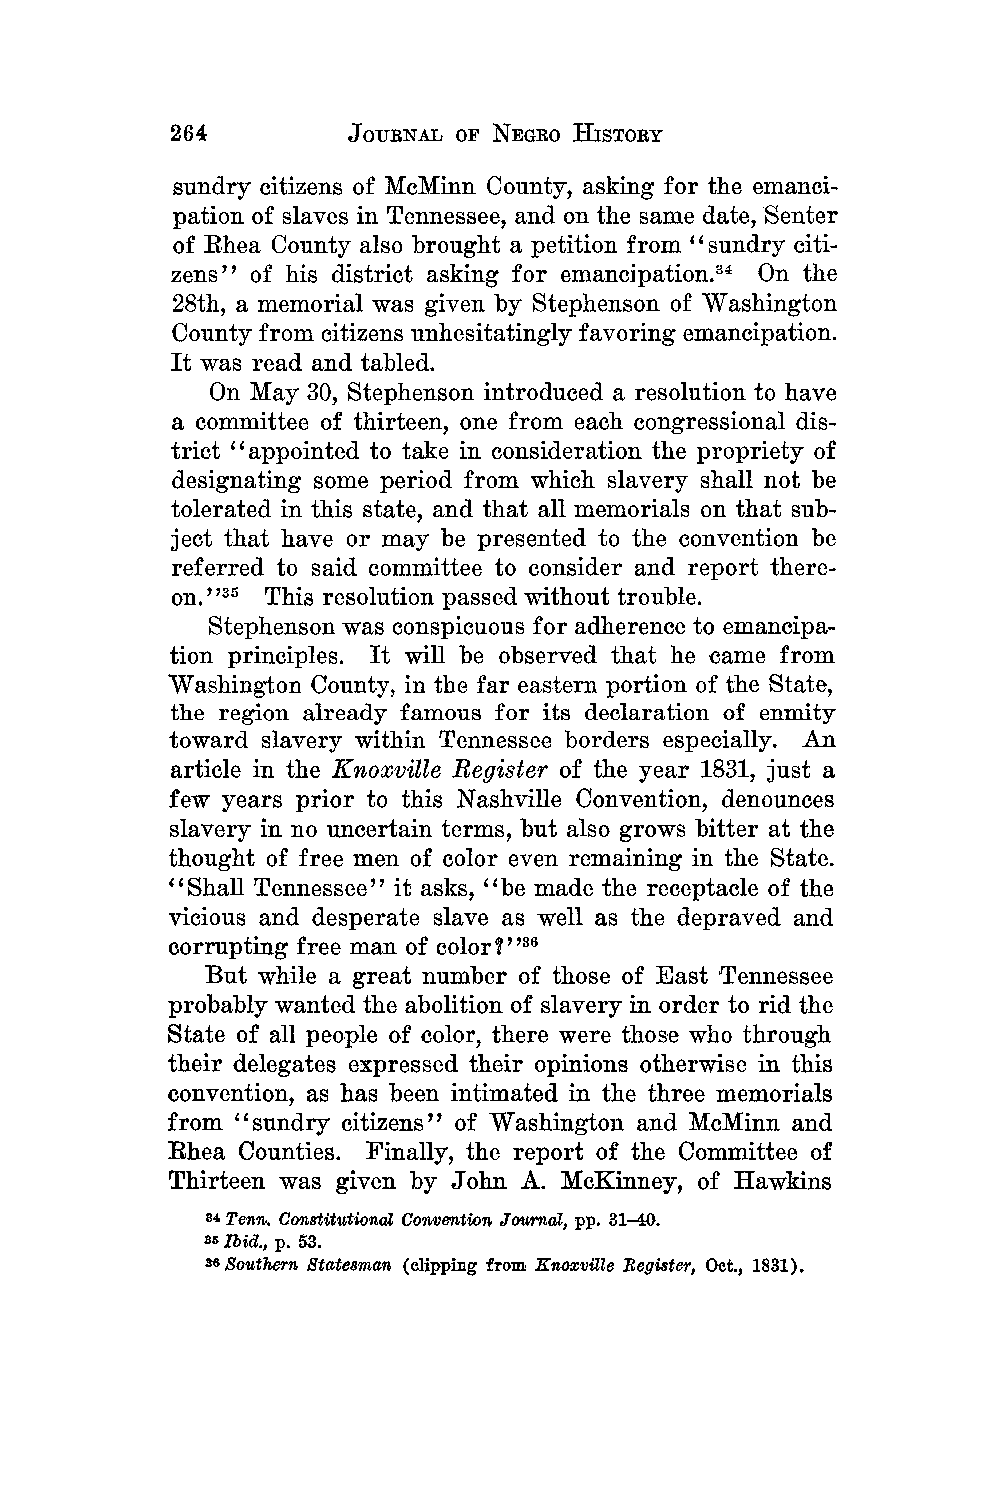 264 JOURNAL OF NEGRO HISTORY
sundry citizens of McMinn County, asking for the emanci-
pation of slaves in Tennessee, and on the same date, Senter
of Rhea County also brought a petition from “sundry citi-
zens” of his district asking for emancipation.³⁴ On the
28th, a memorial was given by Stephenson of Washington
County from citizens unhesitatingly favoring emancipation.
It was read and tabled.
On May 30, Stephenson introduced a resolution to have
a committee of thirteen, one from each congressional dis-
trict “appointed to take in consideration the propriety of
designating some period from which slavery shall not be
tolerated in this state, and that all memorials on that sub-
ject that have or may be presented to the convention be
referred to said committee to consider and report there-
on.”³⁵ This resolution passed without trouble.
Stephenson was conspicuous for adherence to emancipa-
tion principles. It will be observed that he came from
Washington County, in the far eastern portion of the State,
the region already famous for its declaration of enmity
toward slavery within Tennessee borders especially. An
article in the Knoxville Register of the year 1831, just a
few years prior to this Nashville Convention, denounces
slavery in no uncertain terms, but also grows bitter at the
thought of free men of color even remaining in the State.
“Shall Tennessee” it asks, “be made the receptacle of the
vicious and desperate slave as well as the depraved and
corrupting free man of color?”³⁶
But while a great number of those of East Tennessee
probably wanted the abolition of slavery in order to rid the
State of all people of color, there were those who through
their delegates expressed their opinions otherwise in this
convention, as has been intimated in the three memorials
from “sundry citizens” of Washington and McMinn and
Rhea Counties. Finally, the report of the Committee of
Thirteen was given by John A. McKinney, of Hawkins
³⁴ Tenn. Constitutional Convention Journal, pp. 31–40.
³⁵ Ibid., p. 53.
³⁶ Southern Statesman (clipping from Knoxville Register, Oct., 1831).